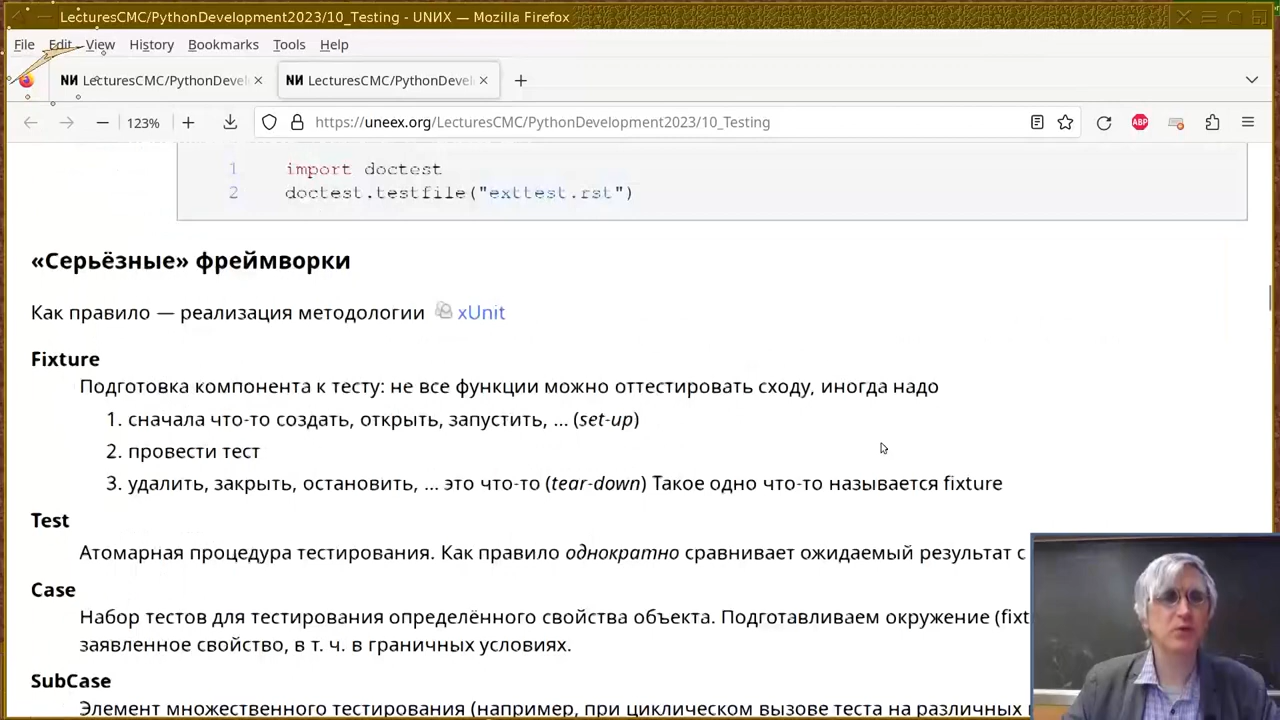 LecturesCMC/PythonDevelopment2023/10_Testing - UNИX — Mozilla Firefox
File Edit View History Bookmarks Tools Help
NИ LecturesCMC/PythonDevel
NИ LecturesCMC/PythonDevel
123%
https://uneex.org/LecturesCMC/PythonDevelopment2023/10_Testing
ABP
1 import doctest
2 doctest.testfile("exttest.rst")
«Серьёзные» фреймворки
Как правило — реализация методологии xUnit
Fixture
Подготовка компонента к тесту: не все функции можно оттестировать сходу, иногда надо
1. сначала что-то создать, открыть, запустить, … (set-up)
2. провести тест
3. удалить, закрыть, остановить, … это что-то (tear-down) Такое одно что-то называется fixture
Test
Атомарная процедура тестирования. Как правило однократно сравнивает ожидаемый результат с
Case
Набор тестов для тестирования определённого свойства объекта. Подготавливаем окружение (fixt
заявленное свойство, в т. ч. в граничных условиях.
SubCase
Элемент множественного тестирования (например, при циклическом вызове теста на различных